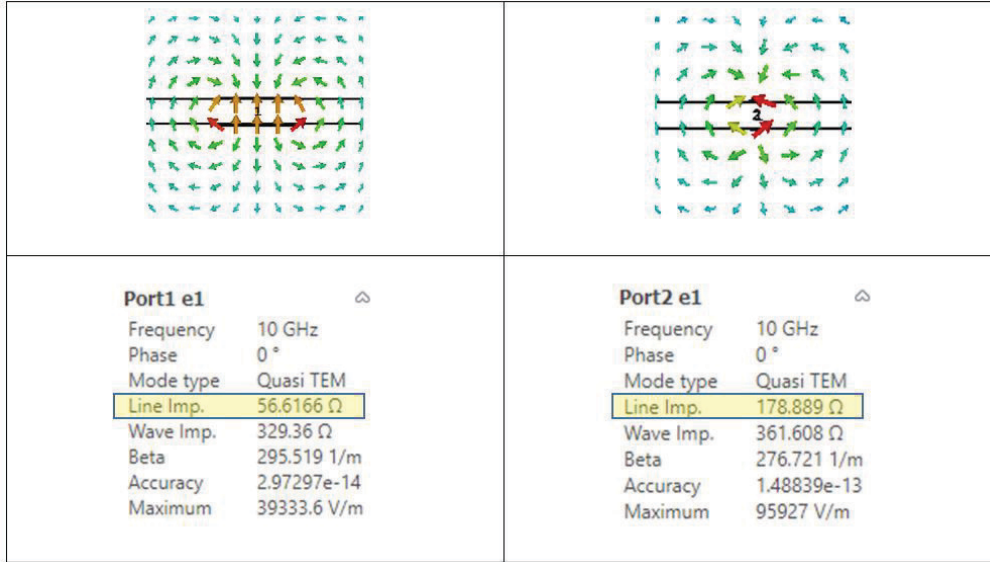 1
2
Port1 e1
Frequency 10 GHz
Phase 0 °
Mode type Quasi TEM
Line Imp. 56.6166 Ω
Wave Imp. 329.36 Ω
Beta 295.519 1/m
Accuracy 2.97297e-14
Maximum 39333.6 V/m
Port2 e1
Frequency 10 GHz
Phase 0 °
Mode type Quasi TEM
Line Imp. 178.889 Ω
Wave Imp. 361.608 Ω
Beta 276.721 1/m
Accuracy 1.48839e-13
Maximum 95927 V/m